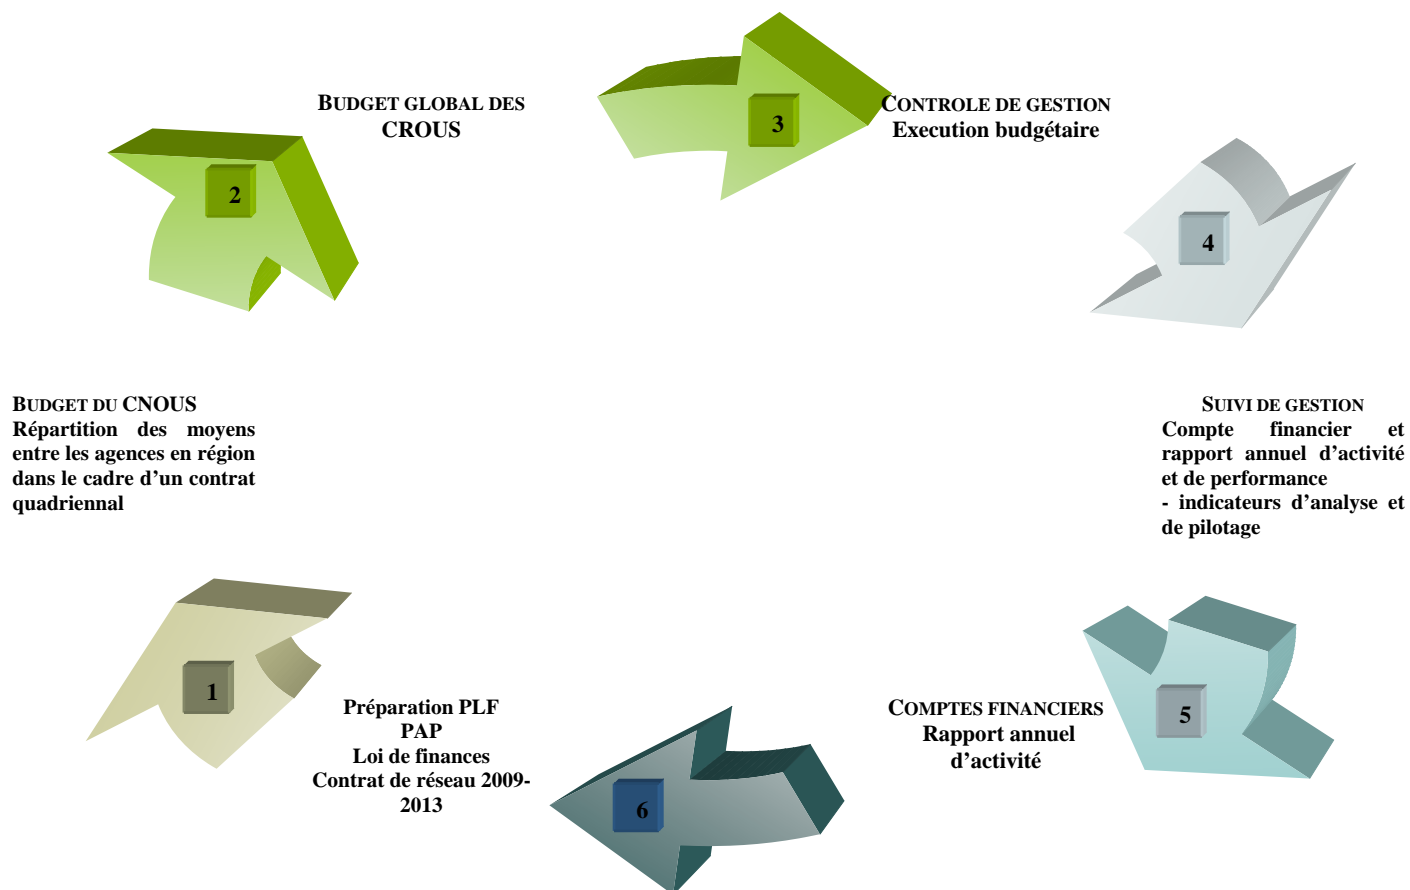 BUDGET GLOBAL DES
CROUS
3
CONTROLE DE GESTION
Execution budgétaire
2
4
BUDGET DU CNOUS
Répartition des moyens
entre les agences en région
dans le cadre d’un contrat
quadriennal
SUIVI DE GESTION
Compte financier et
rapport annuel d’activité
et de performance
- indicateurs d’analyse et
de pilotage
1
Préparation PLF
PAP
Loi de finances
Contrat de réseau 2009-
2013
COMPTES FINANCIERS
Rapport annuel
d’activité
5
6